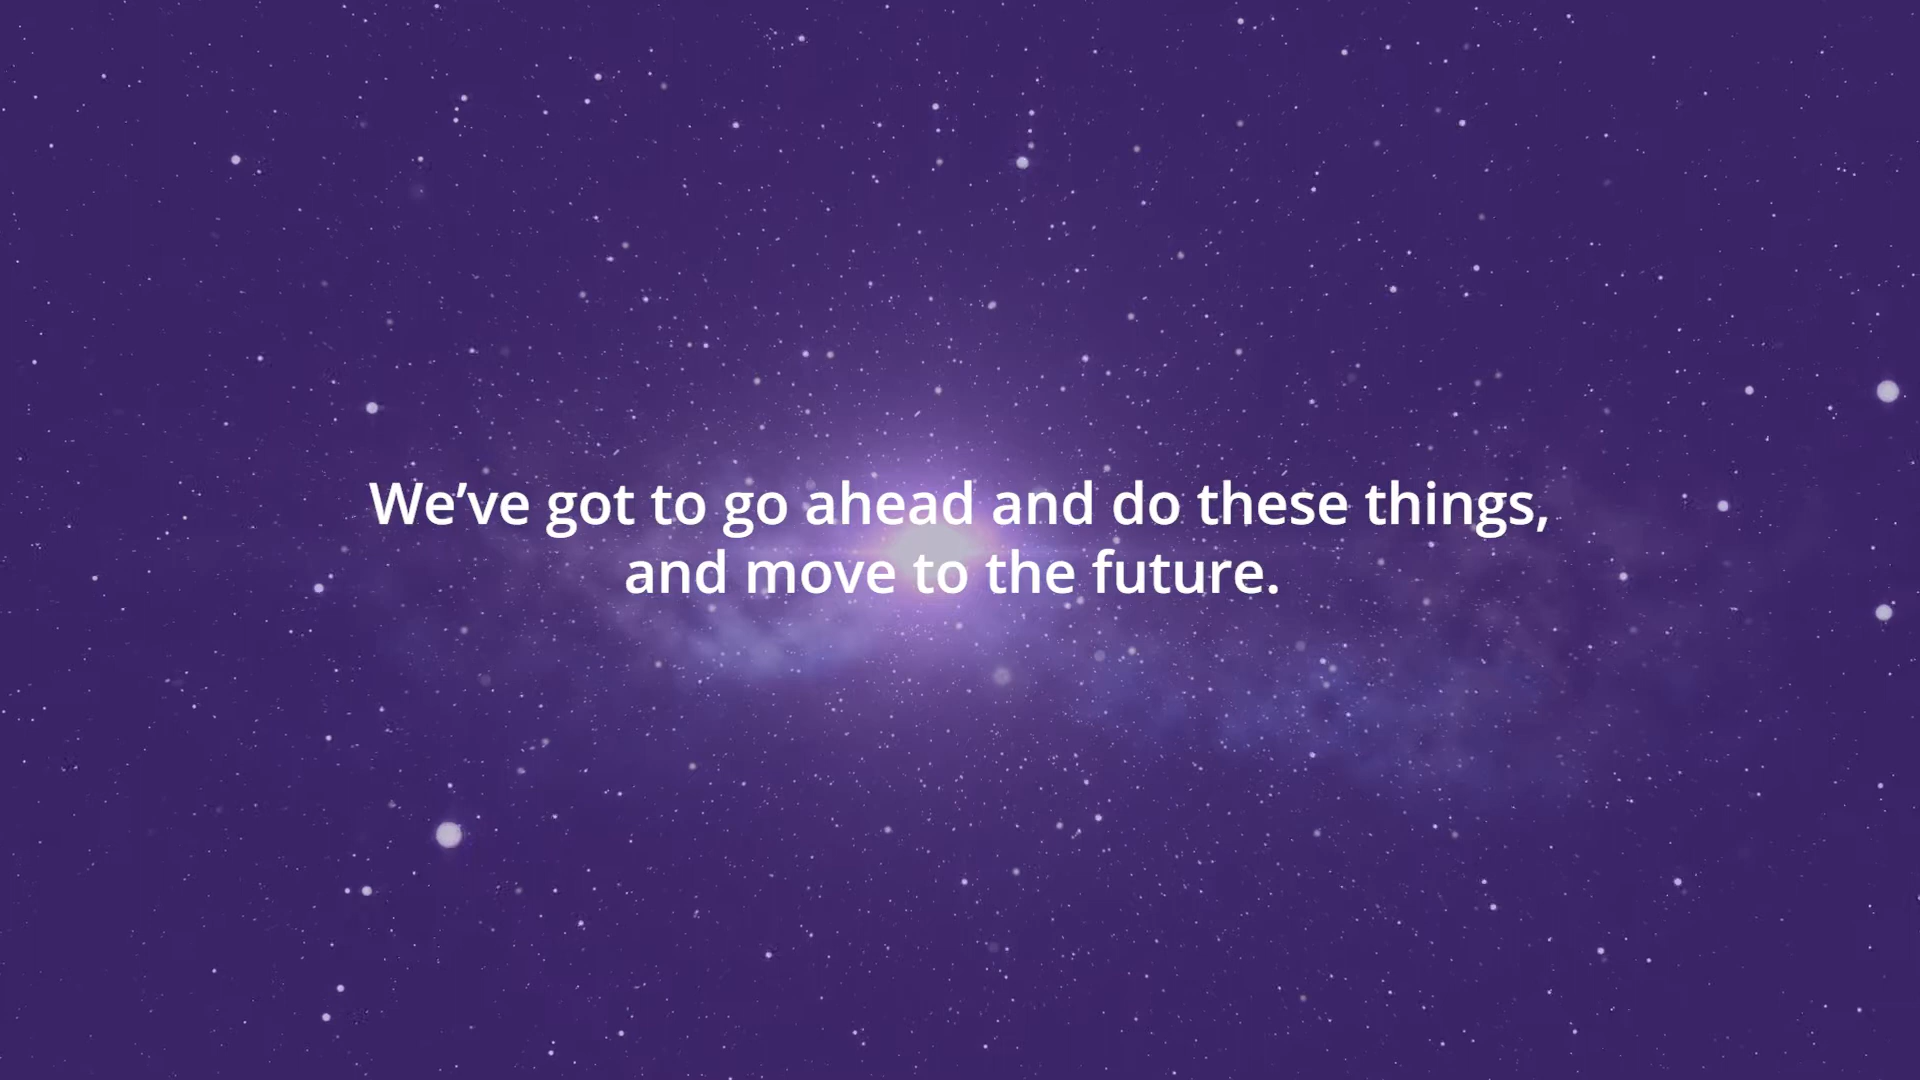 We’ve got to go ahead and do these things,
and move to the future.